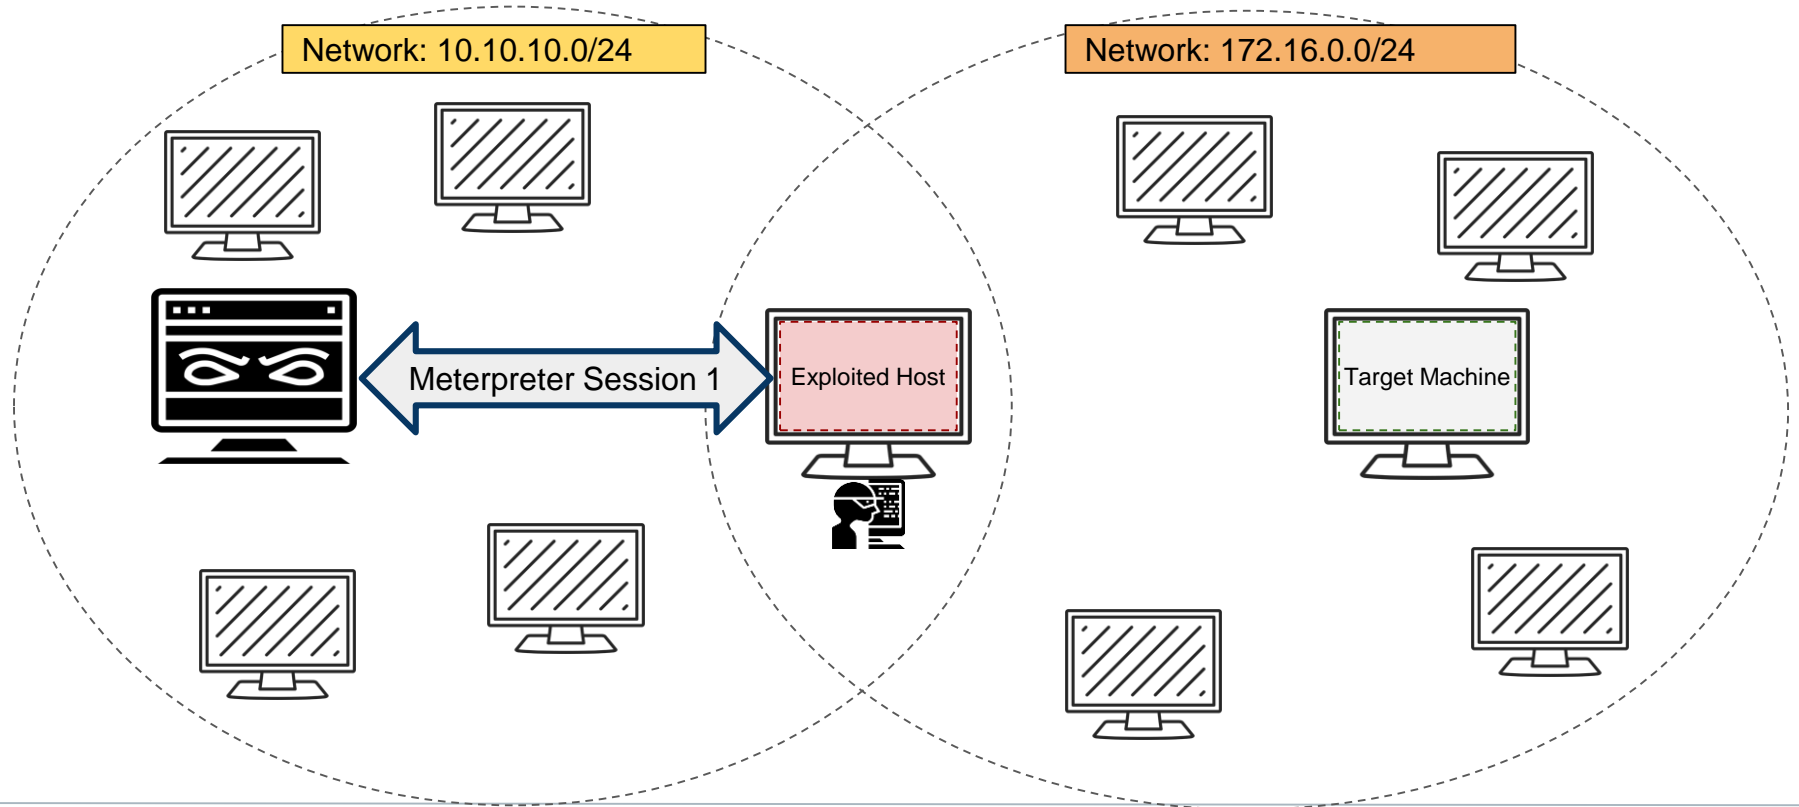 Network: 10.10.10.0/24
Network: 172.16.0.0/24
Meterpreter Session 1
Exploited Host
Target Machine